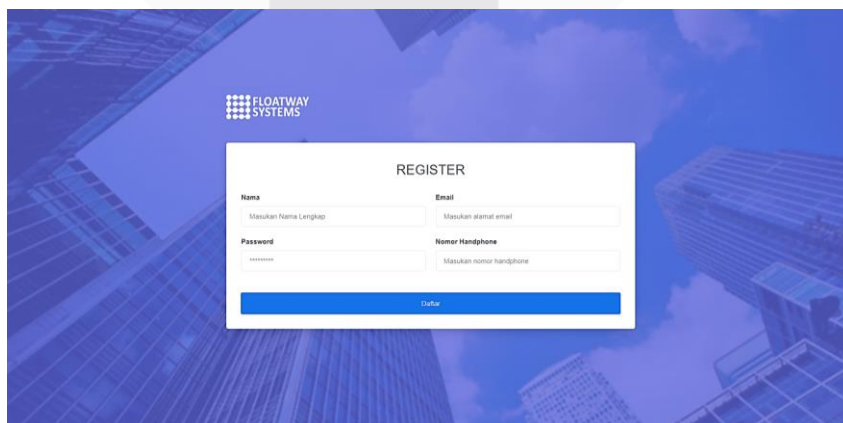 FLOATWAY
SYSTEMS
REGISTER
Nama
Email
Masukan Nama Lengkap
Masukan alamat email
Password
Nomor Handphone
*********
Masukan nomor handphone
Daftar